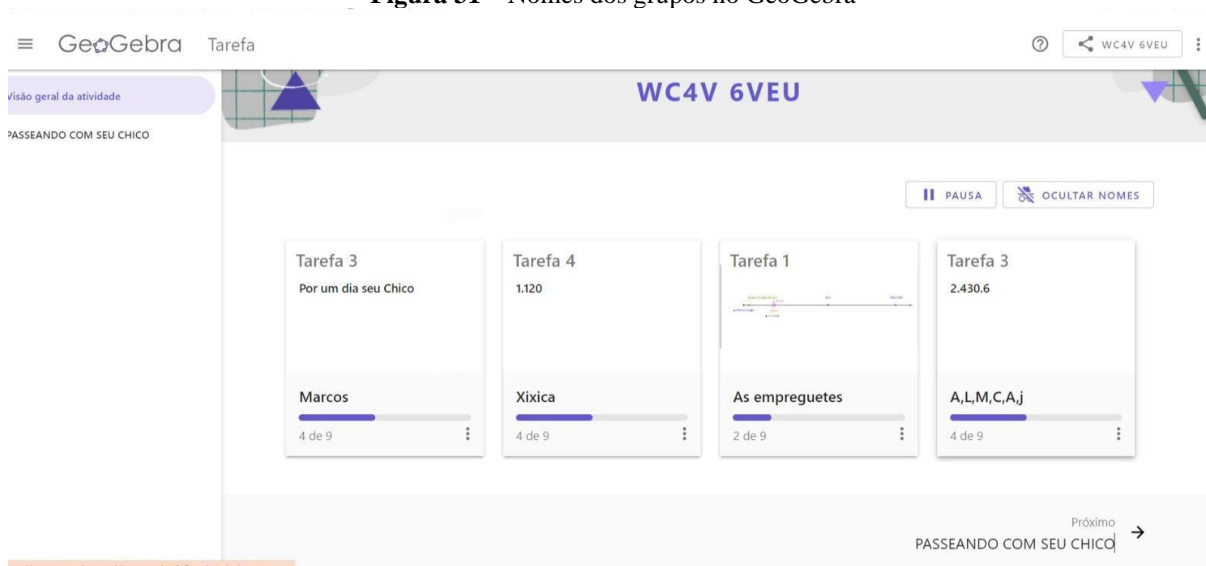 Figura 31 – Nomes dos grupos no GeoGebra
GeoGebra Tarefa
WC4V 6VEU
Visão geral da atividade
PASSEANDO COM SEU CHICO
WC4V 6VEU
PAUSA
OCULTAR NOMES
Tarefa 3
Por um dia seu Chico
Marcos
4 de 9
Tarefa 4
1.120
Xixica
4 de 9
Tarefa 1
As empreguetes
2 de 9
Tarefa 3
2.430.6
A,L,M,C,A,j
4 de 9
Próximo
PASSEANDO COM SEU CHICO